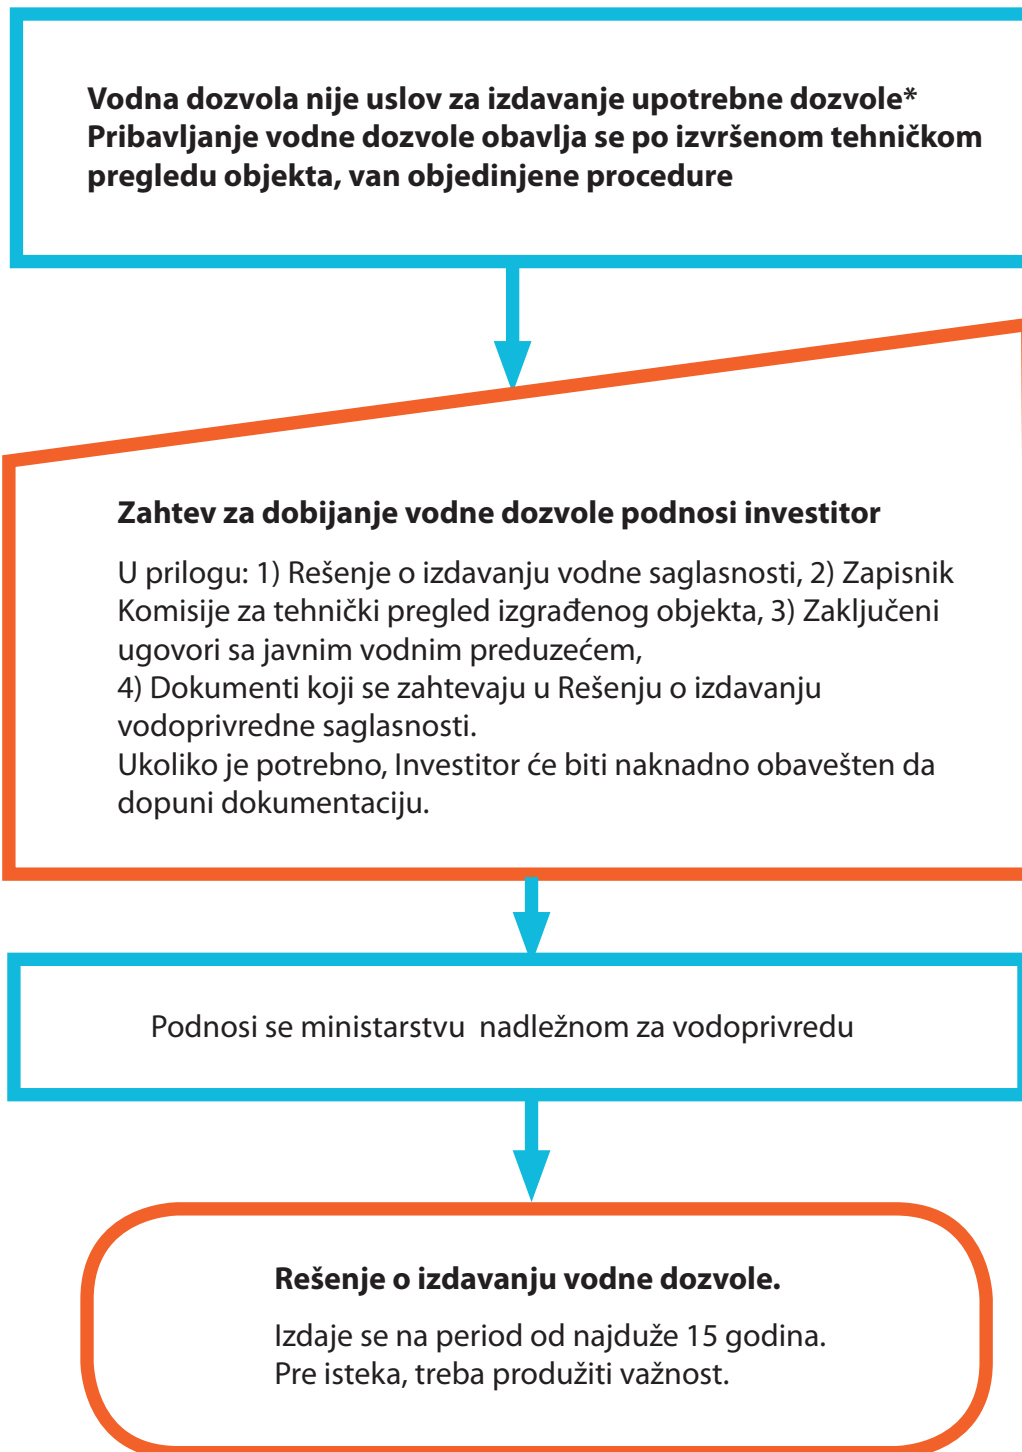 Vodna dozvola nije uslov za izdavanje upotrebne dozvole*
Pribavljanje vodne dozvole obavlja se po izvršenom tehničkom
pregledu objekta, van objedinjene procedure
Zahtev za dobijanje vodne dozvole podnosi investitor
U prilogu: 1) Rešenje o izdavanju vodne saglasnosti, 2) Zapisnik
Komisije za tehnički pregled izgrađenog objekta, 3) Zaključeni
ugovori sa javnim vodnim preduzećem,
4) Dokumenti koji se zahtevaju u Rešenju o izdavanju
vodoprivredne saglasnosti.
Ukoliko je potrebno, Investitor će biti naknadno obavešten da
dopuni dokumentaciju.
Podnosi se ministarstvu  nadležnom za vodoprivredu
Rešenje o izdavanju vodne dozvole.
Izdaje se na period od najduže 15 godina.
Pre isteka, treba produžiti važnost.